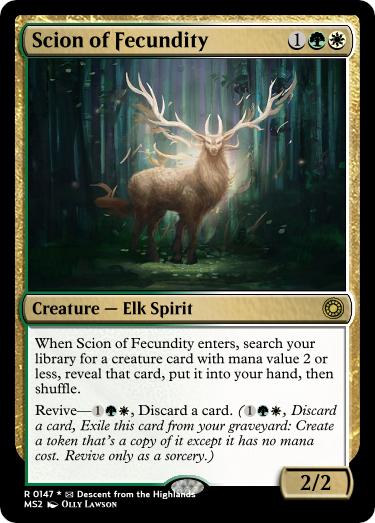 Scion of Fecundity 1
Creature — Elk Spirit
When Scion of Fecundity enters, search your
library for a creature card with mana value 2 or
less, reveal that card, put it into your hand, then
shuffle.
Revive—1, Discard a card. (1, Discard
a card, Exile this card from your graveyard: Create
a token that's a copy of it except it has no mana
cost. Revive only as a sorcery.)
2/2
R 0147 * Descent from the Highlands
MS2 Olly Lawson